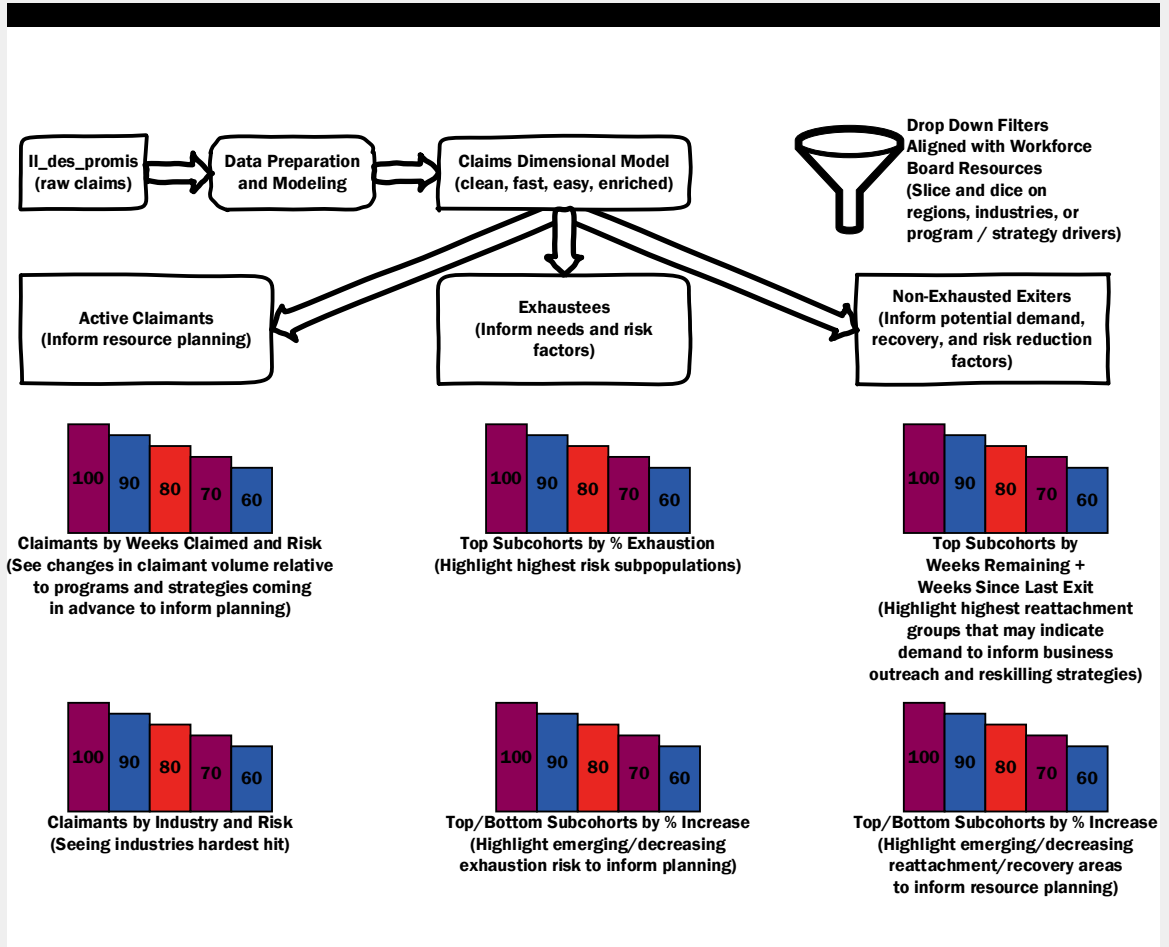 Il_des_promis
(raw claims)
Data Preparation
and Modeling
Claims Dimensional Model
(clean, fast, easy, enriched)
Drop Down Filters
Aligned with Workforce
Board Resources
(Slice and dice on
regions, industries, or
program / strategy drivers)
Active Claimants
(Inform resource planning)
Exhaustees
(Inform needs and risk
factors)
Non-Exhausted Exiters
(Inform potential demand,
recovery, and risk reduction
factors)
100
90
80
70
60
Claimants by Weeks Claimed and Risk
(See changes in claimant volume relative
to programs and strategies coming
in advance to inform planning)
100
90
80
70
60
Top Subcohorts by % Exhaustion
(Highlight highest risk subpopulations)
100
90
80
70
60
Top Subcohorts by
Weeks Remaining +
Weeks Since Last Exit
(Highlight highest reattachment
groups that may indicate
demand to inform business
outreach and reskilling strategies)
100
90
80
70
60
Claimants by Industry and Risk
(Seeing industries hardest hit)
100
90
80
70
60
Top/Bottom Subcohorts by % Increase
(Highlight emerging/decreasing
exhaustion risk to inform planning)
100
90
80
70
60
Top/Bottom Subcohorts by % Increase
(Highlight emerging/decreasing
reattachment/recovery areas
to inform resource planning)